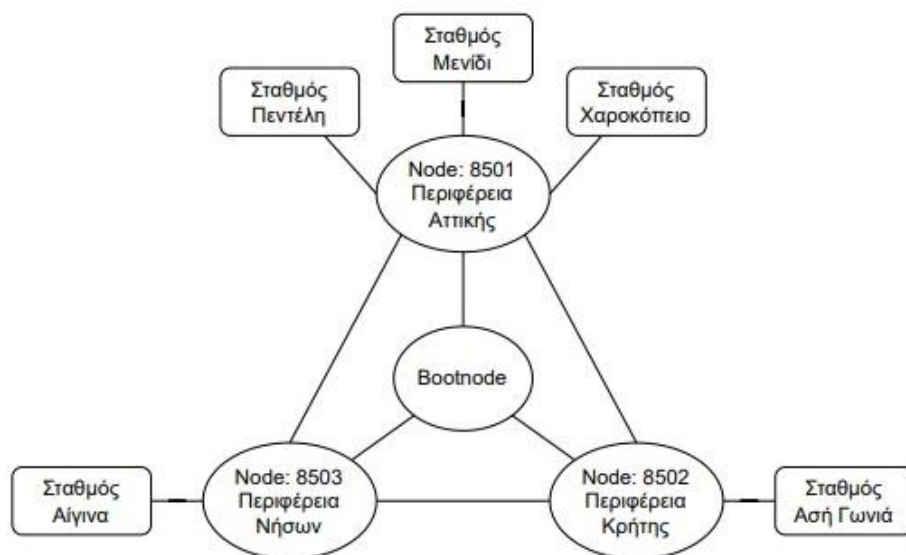 Σταθμός
Μενίδι
Σταθμός
Πεντέλη
Σταθμός
Χαροκόπειο
Node: 8501
Περιφέρεια
Αττικής
Bootnode
Σταθμός
Αίγινα
Node: 8503
Περιφέρεια
Νήσων
Node: 8502
Περιφέρεια
Κρήτης
Σταθμός
Ασή Γωνιά